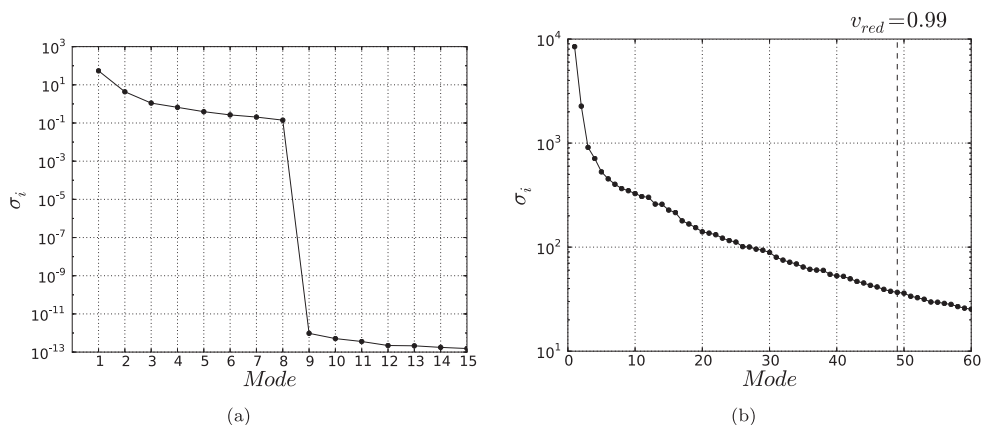 v_red=0.99
10^3
10^1
10^-1
10^-3
10^-5
10^-7
10^-9
10^-11
10^-13
σ_i
1 2 3 4 5 6 7 8 9 10 11 12 13 14 15
Mode
(a)
10^4
10^3
10^2
10^1
σ_i
0 10 20 30 40 50 60
Mode
(b)